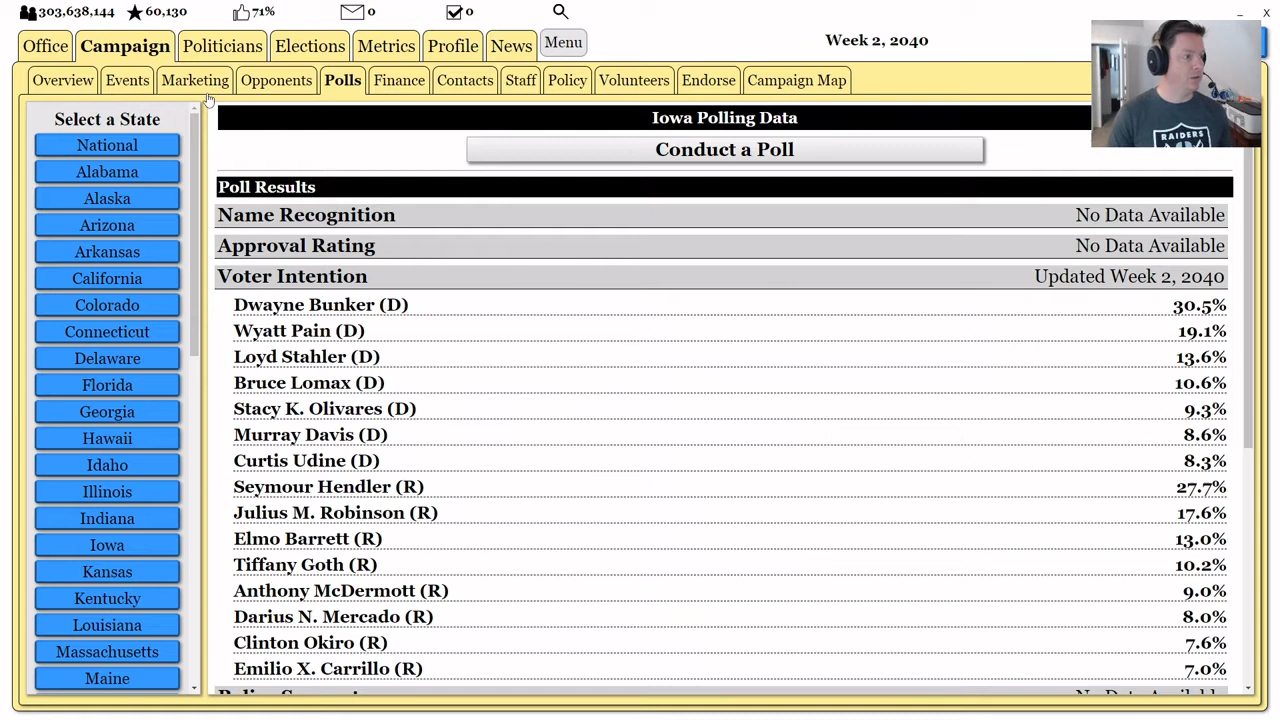 303,638,144 60,130 71% 0 0
_ X
Office Campaign Politicians Elections Metrics Profile News Menu
Week 2, 2040
Overview Events Marketing Opponents Polls Finance Contacts Staff Policy Volunteers Endorse Campaign Map
Select a State
National
Alabama
Alaska
Arizona
Arkansas
California
Colorado
Connecticut
Delaware
Florida
Georgia
Hawaii
Idaho
Illinois
Indiana
Iowa
Kansas
Kentucky
Louisiana
Massachusetts
Maine
Iowa Polling Data
Conduct a Poll
Poll Results
Name Recognition No Data Available
Approval Rating No Data Available
Voter Intention Updated Week 2, 2040
Dwayne Bunker (D) 30.5%
Wyatt Pain (D) 19.1%
Loyd Stahler (D) 13.6%
Bruce Lomax (D) 10.6%
Stacy K. Olivares (D) 9.3%
Murray Davis (D) 8.6%
Curtis Udine (D) 8.3%
Seymour Hendler (R) 27.7%
Julius M. Robinson (R) 17.6%
Elmo Barrett (R) 13.0%
Tiffany Goth (R) 10.2%
Anthony McDermott (R) 9.0%
Darius N. Mercado (R) 8.0%
Clinton Okiro (R) 7.6%
Emilio X. Carrillo (R) 7.0%
No Data Available
RAIDERS